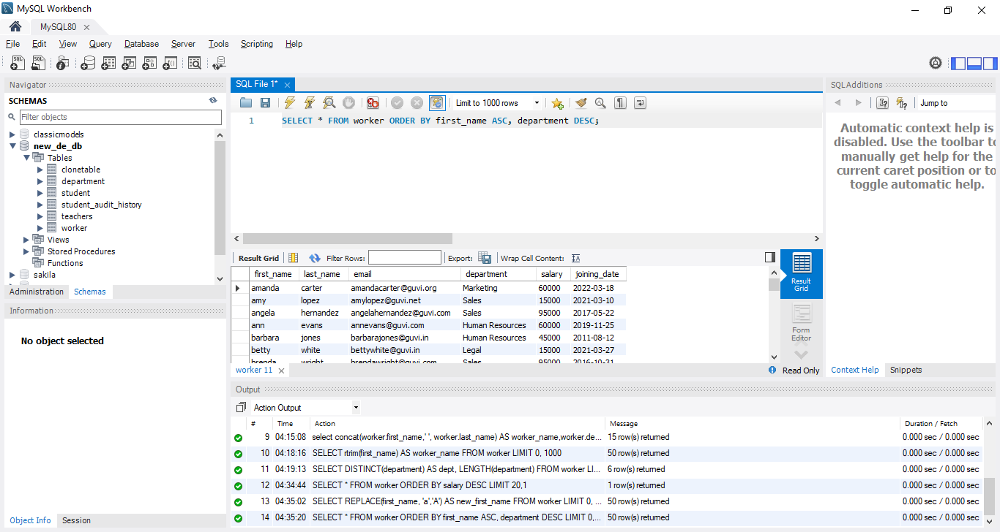 MySQL Workbench
MySQL80
File Edit View Query Database Server Tools Scripting Help
Navigator
SCHEMAS
Filter objects
classicmodels
new_de_db
Tables
clonetable
department
student
student_audit_history
teachers
worker
Views
Stored Procedures
Functions
sakila
Administration Schemas
Information
No object selected
Object Info Session
SQL File 1*
Limit to 1000 rows
1 SELECT * FROM worker ORDER BY first_name ASC, department DESC;
Result Grid Filter Rows: Export: Wrap Cell Content:
first_name last_name email department salary joining_date
amanda carter amandacarter@guvi.org Marketing 60000 2022-03-18
amy lopez amylopez@guvi.net Sales 15000 2021-03-10
angela hernandez angelahernandez@guvi.com Sales 95000 2017-05-22
ann evans annevans@guvi.com Human Resources 60000 2019-11-25
barbara jones barbarajones@guvi.in Human Resources 45000 2011-08-12
betty white bettywhite@guvi.in Legal 15000 2021-03-27
brenda wright brendawright@guvi.com Sales 95000 2016-10-31
Result
Grid
Form
Editor
worker 11
Read Only
SQLAdditions
Jump to
Automatic context help is
disabled. Use the toolbar to
manually get help for the
current caret position or to
toggle automatic help.
Context Help Snippets
Output
Action Output
# Time Action Message Duration / Fetch
9 04:15:08 select concat(worker.first_name,' ', worker.last_name) AS worker_name,worker.de... 15 row(s) returned 0.000 sec / 0.000 sec
10 04:18:16 SELECT rtrim(first_name) AS worker_name FROM worker LIMIT 0, 1000 50 row(s) returned 0.000 sec / 0.000 sec
11 04:19:13 SELECT DISTINCT(department) AS dept, LENGTH(department) FROM worker LI... 6 row(s) returned 0.000 sec / 0.000 sec
12 04:34:44 SELECT * FROM worker ORDER BY salary DESC LIMIT 20,1 1 row(s) returned 0.000 sec / 0.000 sec
13 04:35:02 SELECT REPLACE(first_name, 'a','A') AS new_first_name FROM worker LIMIT 0, ... 50 row(s) returned 0.000 sec / 0.000 sec
14 04:35:20 SELECT * FROM worker ORDER BY first_name ASC, department DESC LIMIT 0,... 50 row(s) returned 0.000 sec / 0.000 sec